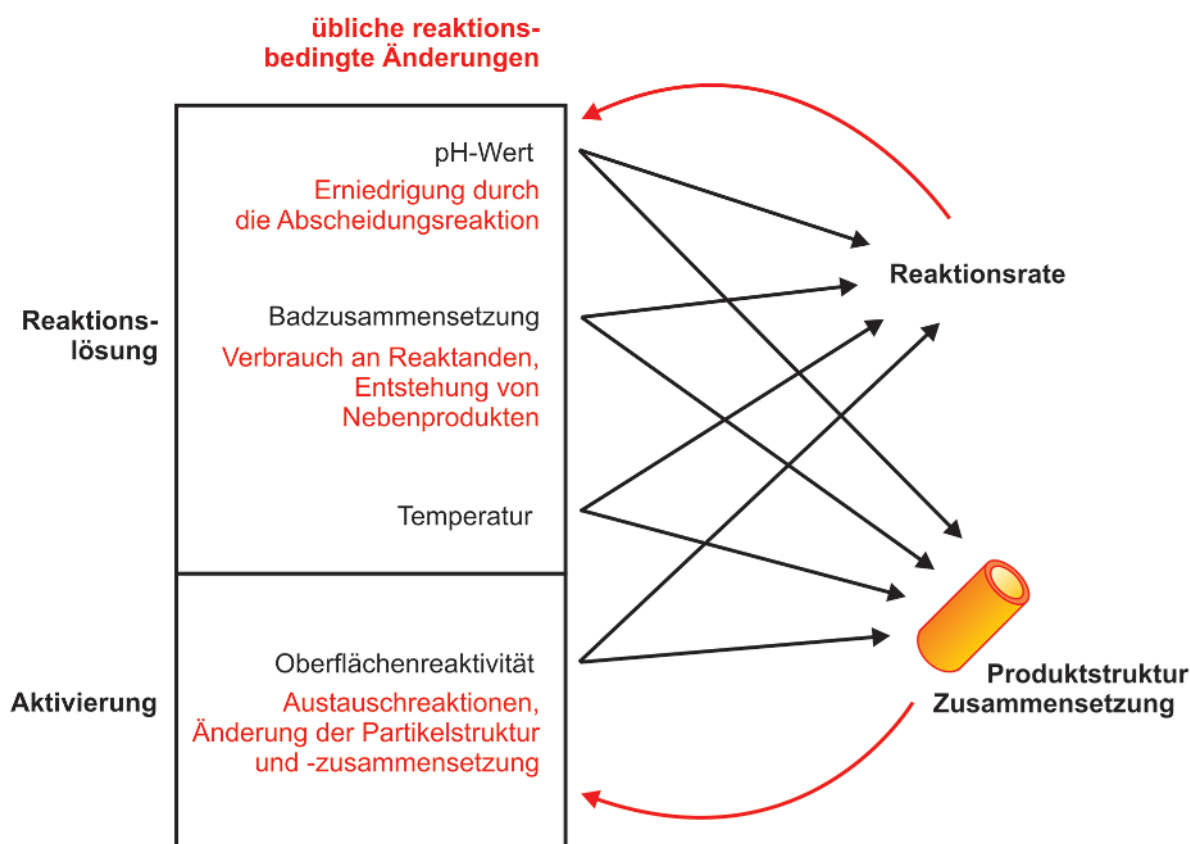 übliche reaktions-
bedingte Änderungen
pH-Wert
Erniedrigung durch
die Abscheidungsreaktion
Reaktionsrate
Reaktions-
lösung
Badzusammensetzung
Verbrauch an Reaktanden,
Entstehung von
Nebenprodukten
Temperatur
Aktivierung
Oberflächenreaktivität
Austauschreaktionen,
Änderung der Partikelstruktur
und -zusammensetzung
Produktstruktur
Zusammensetzung